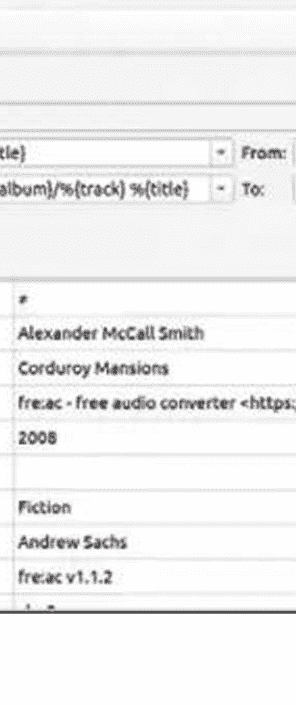 tle} From:
album}/%{track} %{title} To:
#
Alexander McCall Smith
Corduroy Mansions
fre:ac - free audio converter <https:
2008
Fiction
Andrew Sachs
fre:ac v1.1.2